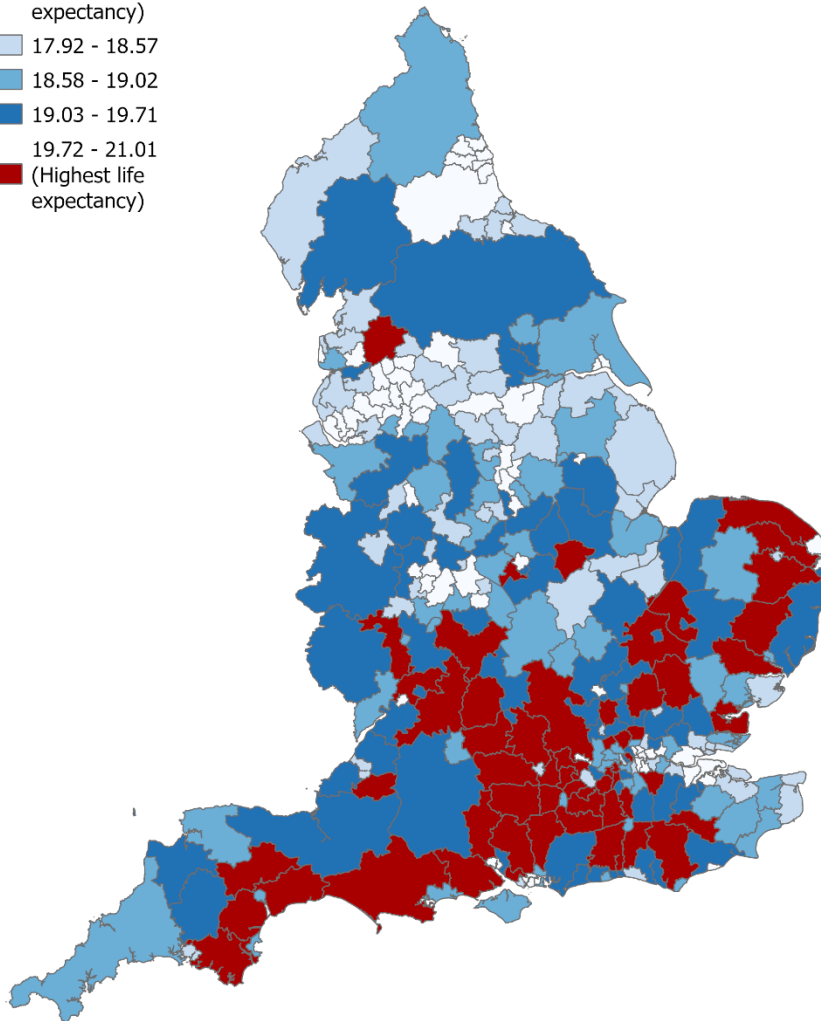 expectancy)
17.92 - 18.57
18.58 - 19.02
19.03 - 19.71
19.72 - 21.01
(Highest life
expectancy)